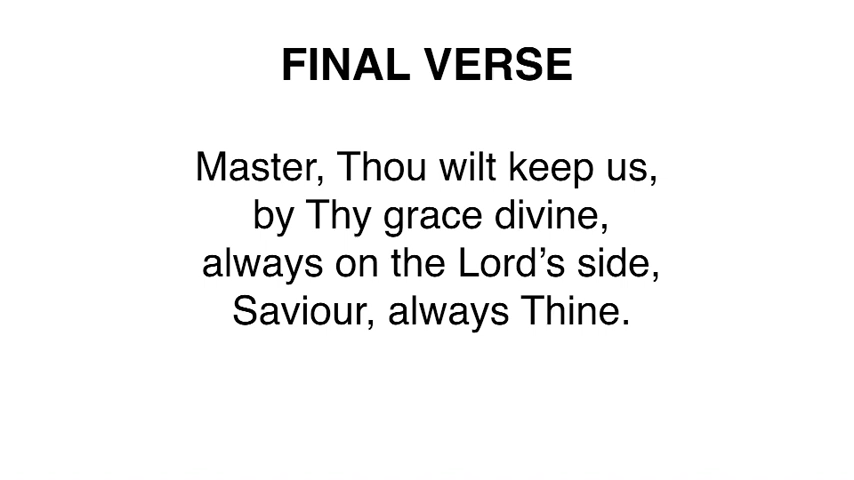 FINAL VERSE
Master, Thou wilt keep us,
by Thy grace divine,
always on the Lord’s side,
Saviour, always Thine.